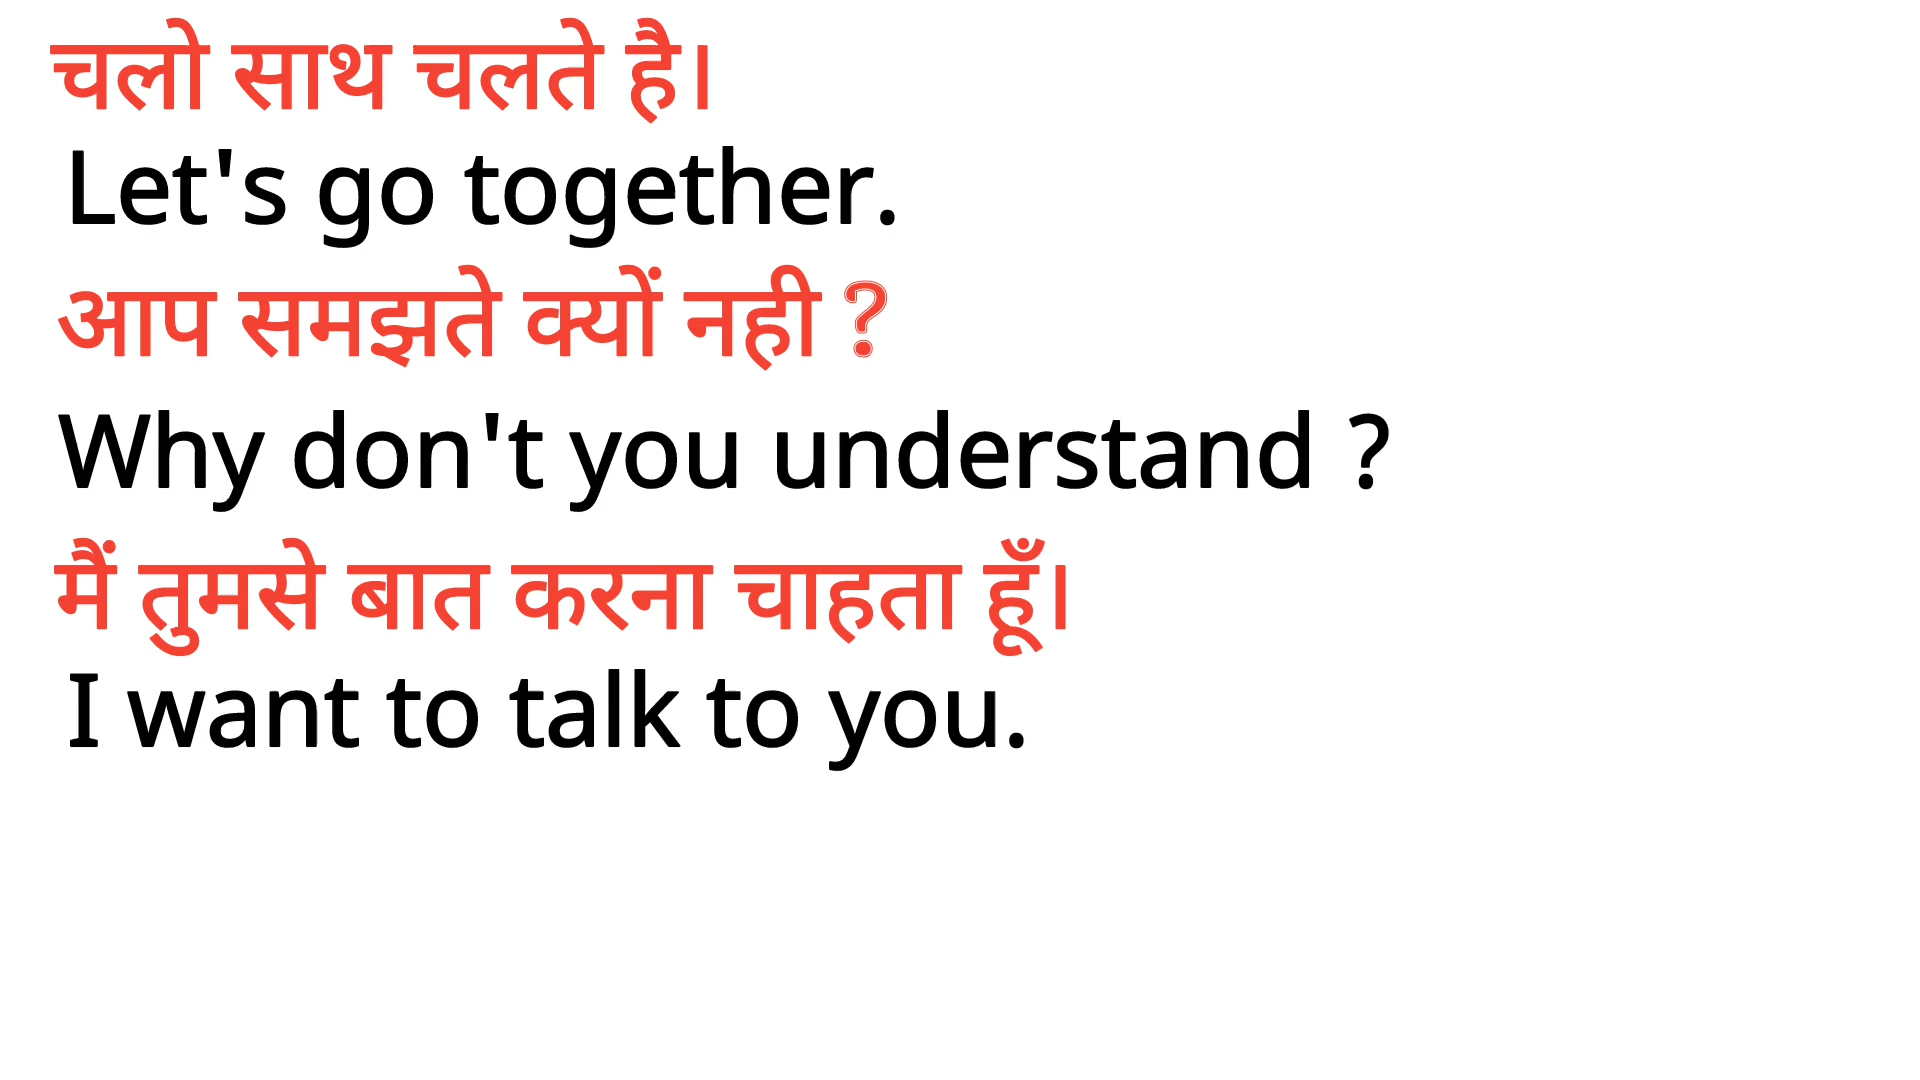 चलो साथ चलते है।
Let's go together.
आप समझते क्यों नही ?
Why don't you understand ?
मैं तुमसे बात करना चाहता हूँ।
I want to talk to you.